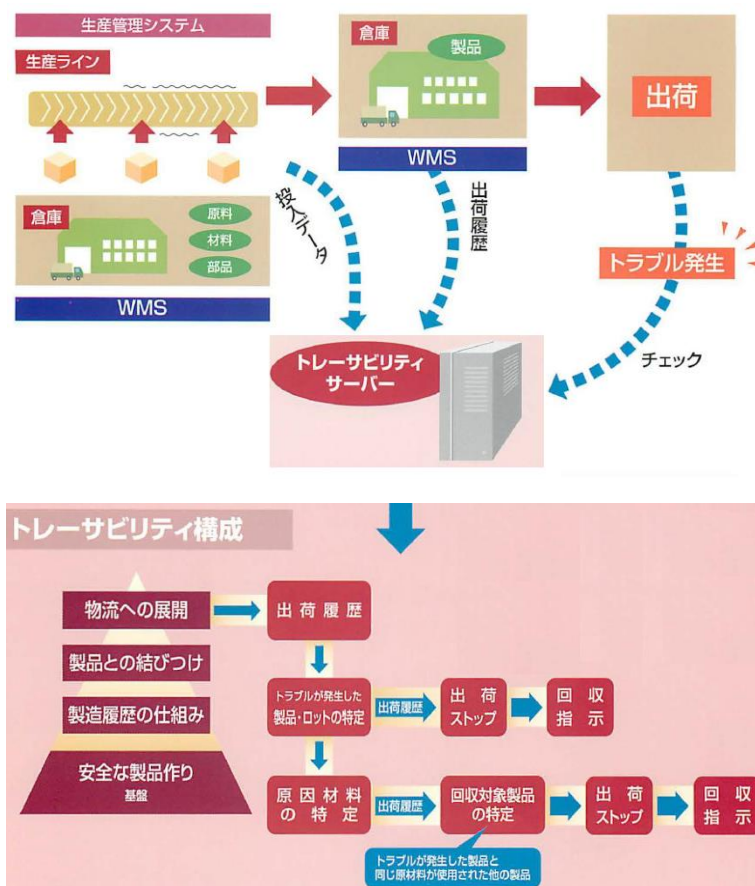 生産管理システム
生産ライン
倉庫
原料
材料
部品
WMS
倉庫
製品
WMS
出荷
投入データ
出荷履歴
トラブル発生
チェック
トレーサビリティ
サーバー
トレーサビリティ構成
物流への展開
製品との結びつけ
製造履歴の仕組み
安全な製品作り
基盤
出荷履歴
トラブルが発生した
製品・ロットの特定
出荷履歴
出荷
ストップ
回収
指示
原因材料
の特定
出荷履歴
回収対象製品
の特定
出荷
ストップ
回収
指示
トラブルが発生した製品と
同じ原材料が使用された他の製品